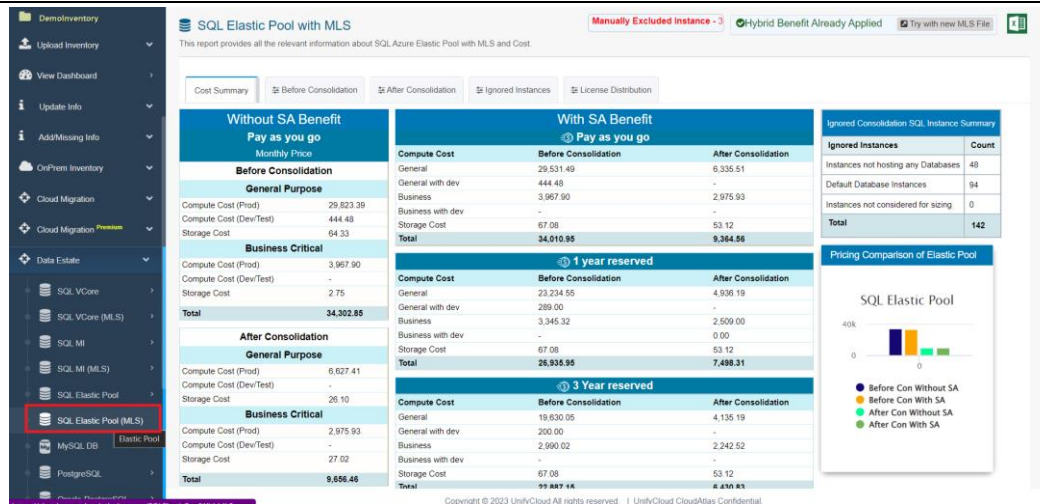 DemoInventory
Upload Inventory
View Dashboard
Update Info
Add/Missing Info
OnPrem Inventory
Cloud Migration
Cloud Migration Premium
Data Estate
SQL VCore
SQL VCore (MLS)
SQL MI
SQL MI (MLS)
SQL Elastic Pool
SQL Elastic Pool (MLS)
Elastic Pool
MySQL DB
PostgreSQL
SQL Elastic Pool with MLS
Manually Excluded Instance - 3
Hybrid Benefit Already Applied
Try with new MLS File
This report provides all the relevant information about SQL Azure Elastic Pool with MLS and Cost.
Cost Summary
Before Consolidation
After Consolidation
Ignored Instances
License Distribution
Without SA Benefit
Pay as you go
Monthly Price
Before Consolidation
General Purpose
Compute Cost (Prod) 29,823.39
Compute Cost (Dev/Test) 444.48
Storage Cost 64.33
Business Critical
Compute Cost (Prod) 3,967.90
Compute Cost (Dev/Test) -
Storage Cost 2.75
Total 34,302.85
After Consolidation
General Purpose
Compute Cost (Prod) 6,627.41
Compute Cost (Dev/Test) -
Storage Cost 26.10
Business Critical
Compute Cost (Prod) 2,975.93
Compute Cost (Dev/Test) -
Storage Cost 27.02
Total 9,656.46
With SA Benefit
Pay as you go
Compute Cost Before Consolidation After Consolidation
General 29,531.49 6,335.51
General with dev 444.48 -
Business 3,967.90 2,975.93
Business with dev - -
Storage Cost 67.08 53.12
Total 34,010.95 9,364.56
1 year reserved
Compute Cost Before Consolidation After Consolidation
General 23,234.55 4,936.19
General with dev 289.00 -
Business 3,345.32 2,509.00
Business with dev - 0.00
Storage Cost 67.08 53.12
Total 26,935.95 7,498.31
3 Year reserved
Compute Cost Before Consolidation After Consolidation
General 19,630.05 4,135.19
General with dev 200.00 -
Business 2,990.02 2,242.52
Business with dev - -
Storage Cost 67.08 53.12
Total 22,887.15 6,430.83
Ignored Consolidation SQL Instance Summary
Ignored Instances Count
Instances not hosting any Databases 48
Default Database Instances 94
Instances not considered for sizing 0
Total 142
Pricing Comparison of Elastic Pool
SQL Elastic Pool
40k
0
0
Before Con Without SA
Before Con With SA
After Con Without SA
After Con With SA
Copyright © 2023 UnifyCloud All rights reserved. | UnifyCloud CloudAtlas Confidential.